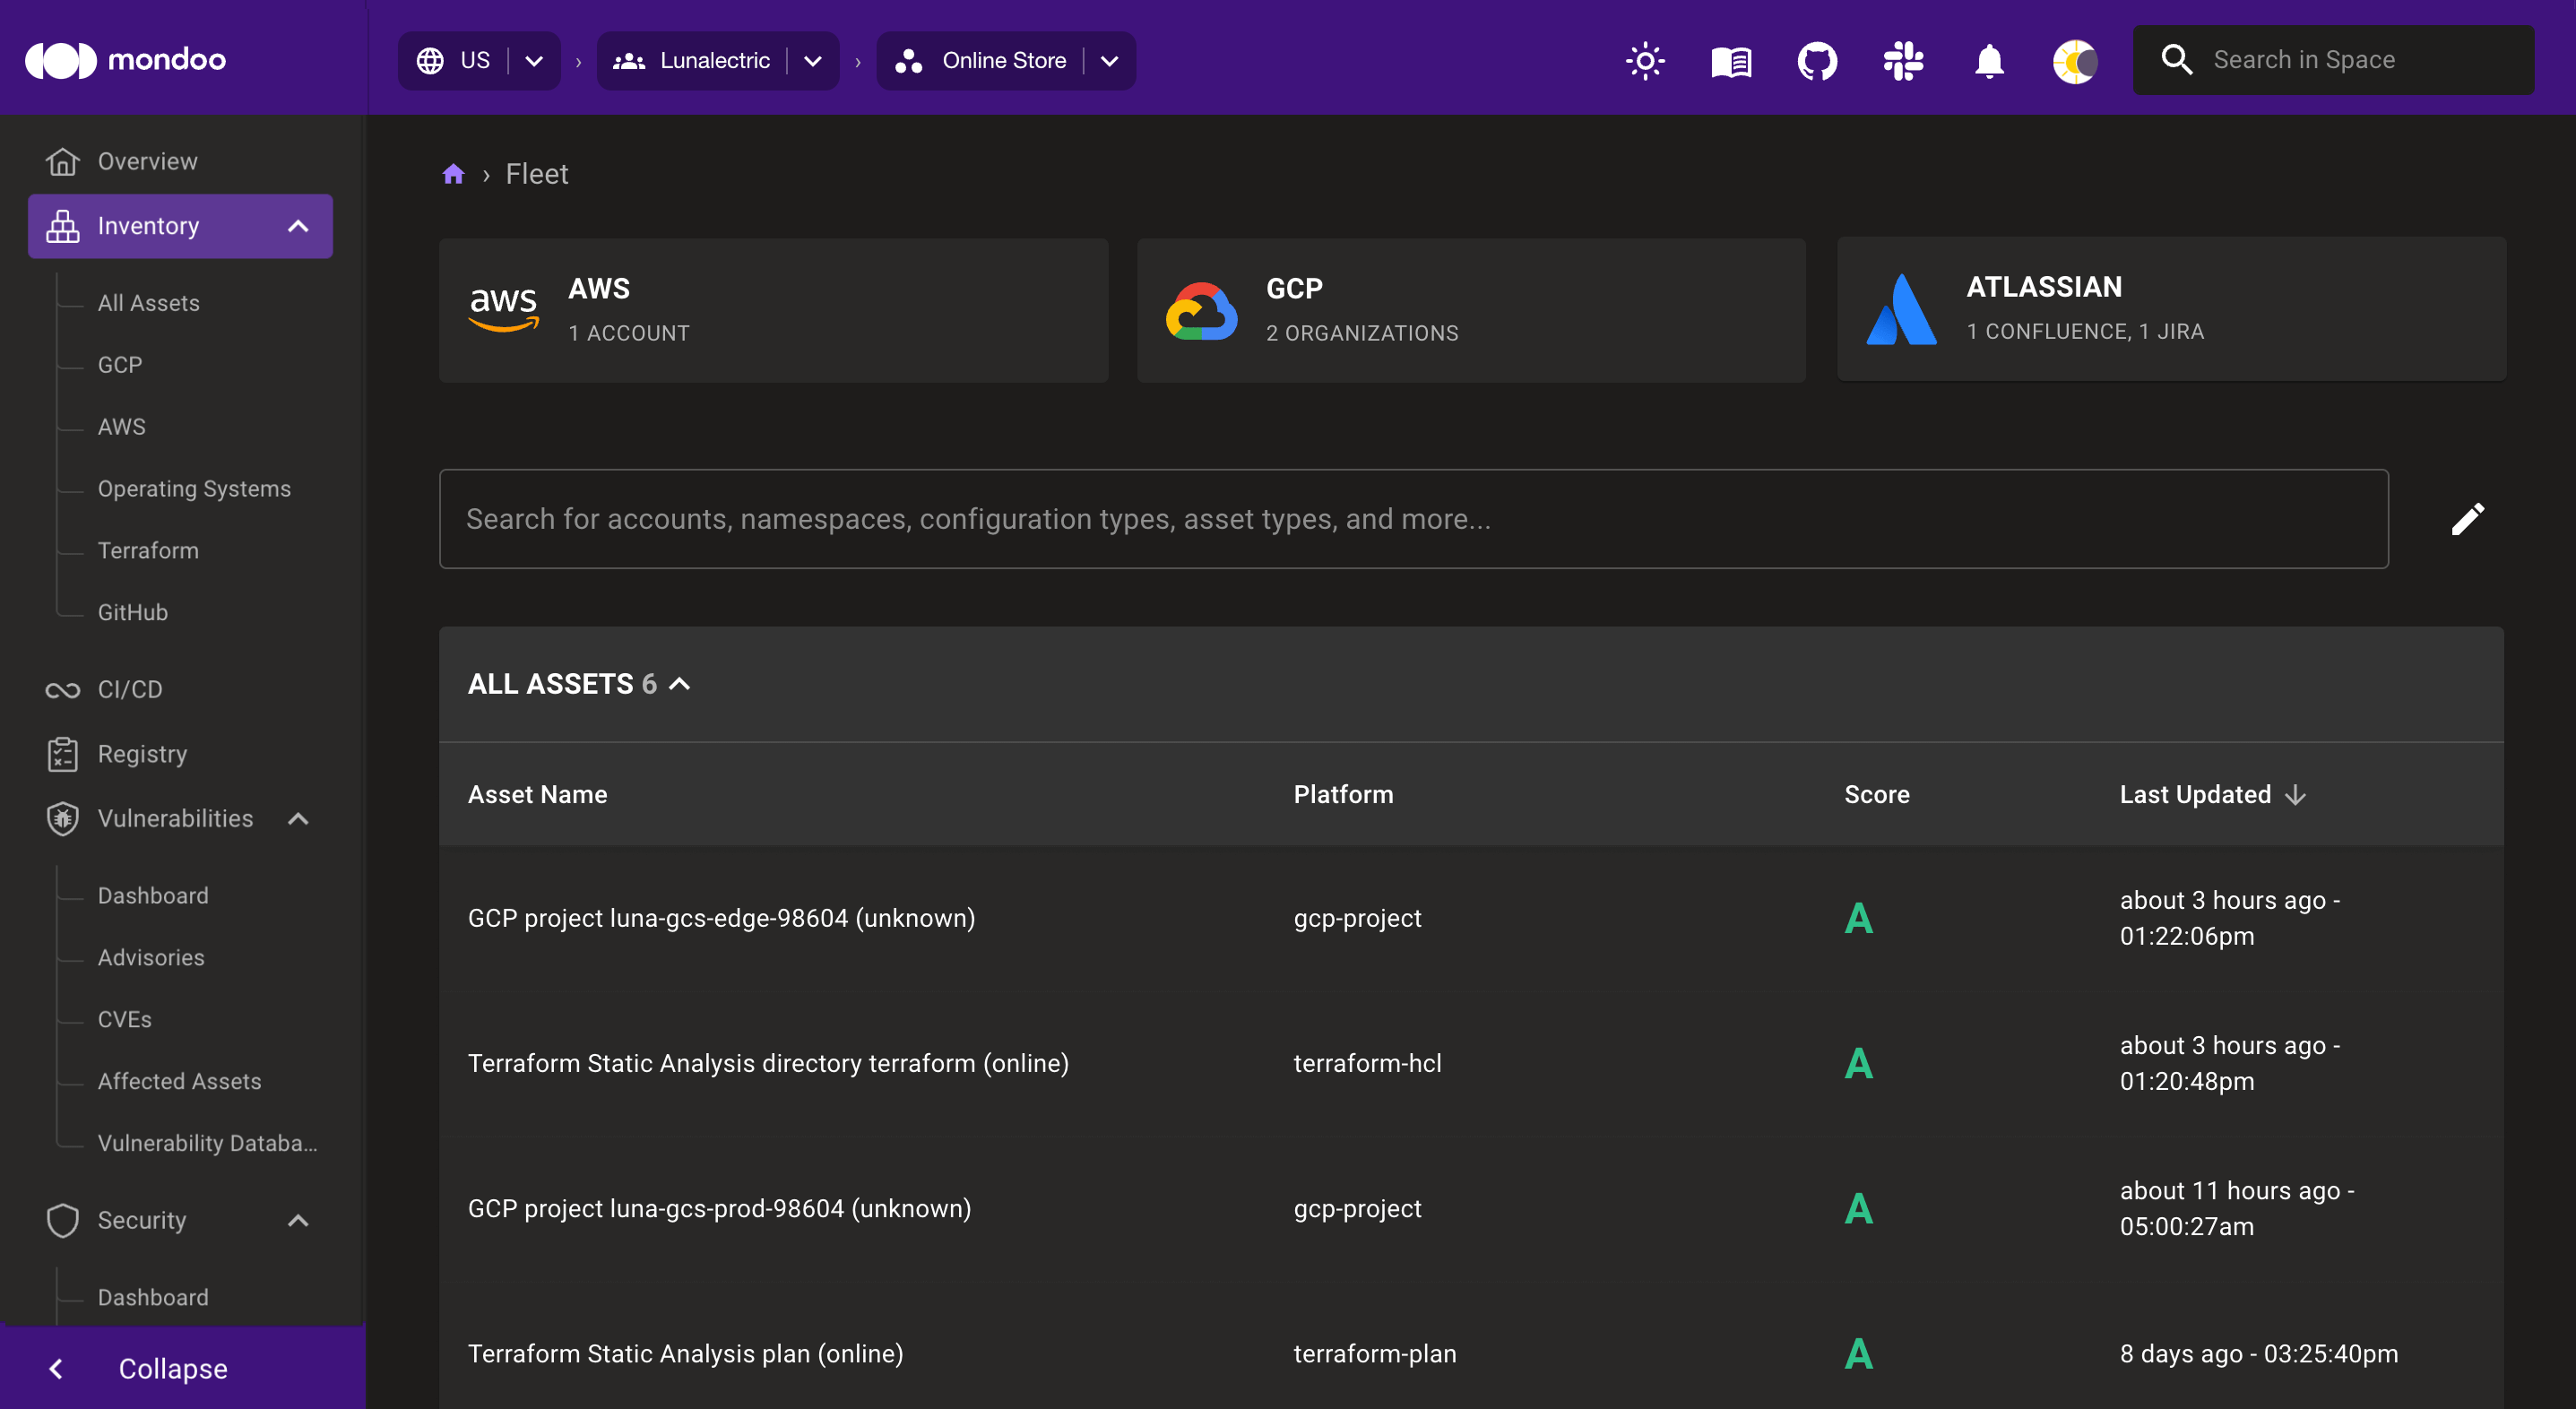 mondoo
US
Lunalectric
Online Store
Search in Space
Overview
Inventory
All Assets
GCP
AWS
Operating Systems
Terraform
GitHub
CI/CD
Registry
Vulnerabilities
Dashboard
Advisories
CVEs
Affected Assets
Vulnerability Databa...
Security
Dashboard
Collapse
› Fleet
aws
AWS
1 ACCOUNT
GCP
2 ORGANIZATIONS
ATLASSIAN
1 CONFLUENCE, 1 JIRA
Search for accounts, namespaces, configuration types, asset types, and more...
ALL ASSETS 6
Asset Name Platform Score Last Updated
GCP project luna-gcs-edge-98604 (unknown) gcp-project A about 3 hours ago -
01:22:06pm
Terraform Static Analysis directory terraform (online) terraform-hcl A about 3 hours ago -
01:20:48pm
GCP project luna-gcs-prod-98604 (unknown) gcp-project A about 11 hours ago -
05:00:27am
Terraform Static Analysis plan (online) terraform-plan A 8 days ago - 03:25:40pm